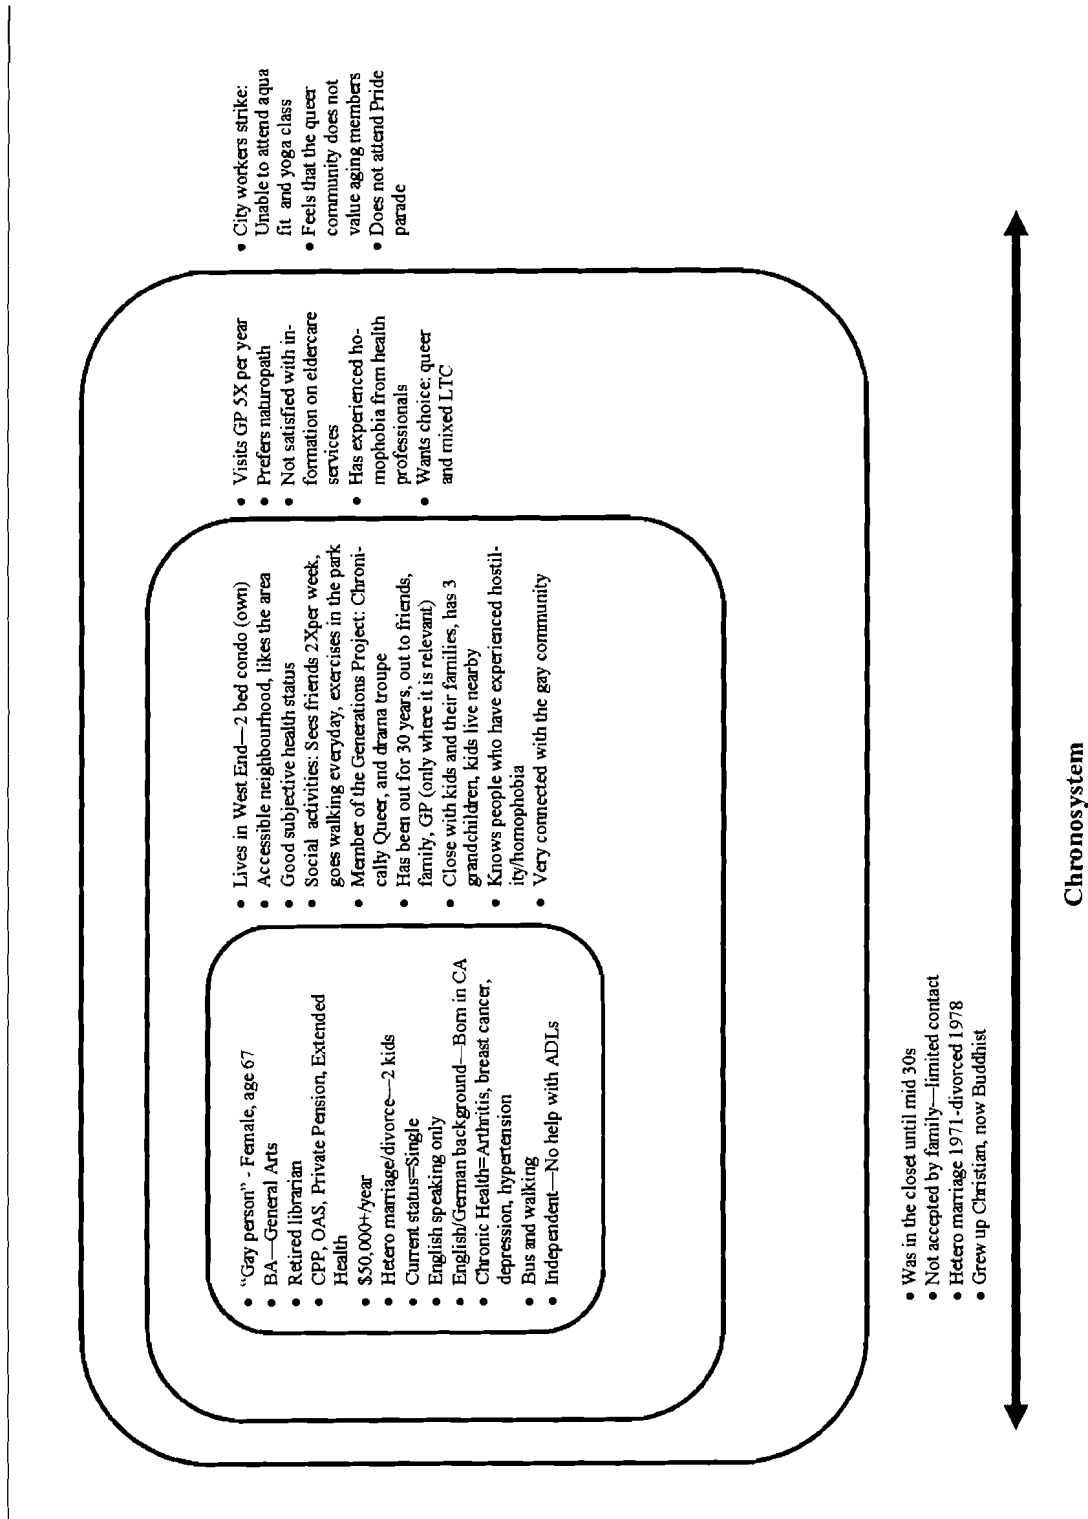 • “Gay person” - Female, age 67
• BA—General Arts
• Retired librarian
• CPP, OAS, Private Pension, Extended
Health
• $50,000+/year
• Hetero marriage/divorce—2 kids
• Current status=Single
• English speaking only
• English/German background—Born in CA
• Chronic Health=Arthritis, breast cancer,
depression, hypertension
• Bus and walking
• Independent—No help with ADLs
• Lives in West End—2 bed condo (own)
• Accessible neighbourhood, likes the area
• Good subjective health status
• Social activities: Sees friends 2Xper week,
goes walking everyday, exercises in the park
• Member of the Generations Project: Chroni-
cally Queer, and drama troupe
• Has been out for 30 years, out to friends,
family, GP (only where it is relevant)
• Close with kids and their families, has 3
grandchildren, kids live nearby
• Knows people who have experienced hostil-
ity/homophobia
• Very connected with the gay community
• Visits GP 5X per year
• Prefers naturopath
• Not satisfied with in-
formation on eldercare
services
• Has experienced ho-
mophobia from health
professionals
• Wants choice: queer
and mixed LTC
• City workers strike:
Unable to attend aqua
fit and yoga class
• Feels that the queer
community does not
value aging members
• Does not attend Pride
parade
• Was in the closet until mid 30s
• Not accepted by family—limited contact
• Hetero marriage 1971-divorced 1978
• Grew up Christian, now Buddhist
Chronosystem